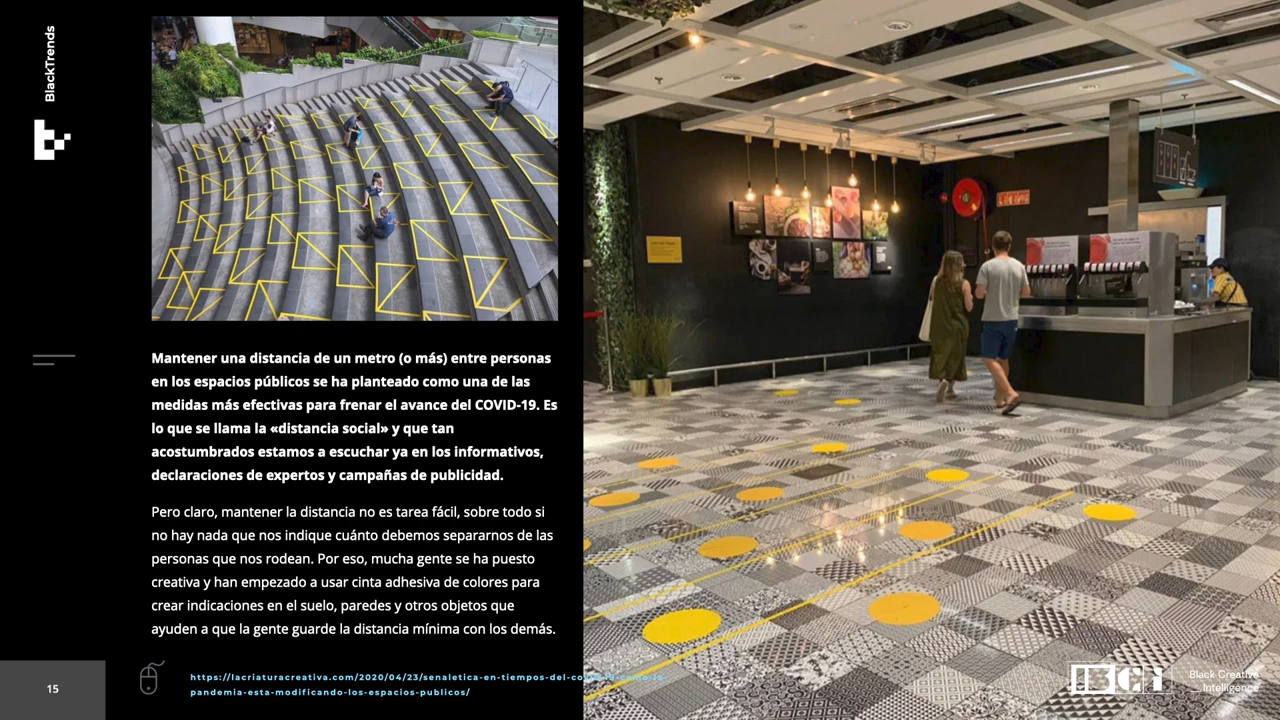 BlackTrends
Mantener una distancia de un metro (o más) entre personas
en los espacios públicos se ha planteado como una de las
medidas más efectivas para frenar el avance del COVID-19. Es
lo que se llama la «distancia social» y que tan
acostumbrados estamos a escuchar ya en los informativos,
declaraciones de expertos y campañas de publicidad.
Pero claro, mantener la distancia no es tarea fácil, sobre todo si
no hay nada que nos indique cuánto debemos separarnos de las
personas que nos rodean. Por eso, mucha gente se ha puesto
creativa y han empezado a usar cinta adhesiva de colores para
crear indicaciones en el suelo, paredes y otros objetos que
ayuden a que la gente guarde la distancia mínima con los demás.
15
https://lacriaturacreativa.com/2020/04/23/senaletica-en-tiempos-del-covid-19-como-la-
pandemia-esta-modificando-los-espacios-publicos/
BCi
Black Creative
Intelligence